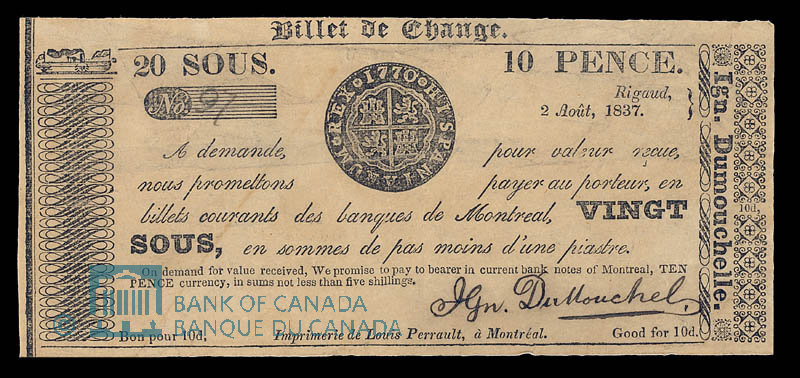 Billet de Change.
20 SOUS. 10 PENCE.
Rigaud,
No. 2 Août, 1837.
1770 HISPANIARUM REX
A demande, pour valeur reçue,
nous promettons payer au porteur, en
billets courants des banques de Montreal, VINGT
SOUS, en sommes de pas moins d'une piastre.
On demand for value received, We promise to pay to bearer in current bank notes of Montreal, TEN
PENCE currency, in sums not less than five shillings.
Ign. DuMouchel
Bon pour 10d. Imprimerie de Louis Perrault, à Montréal. Good for 10d.
Ign. Dumouchelle.
10d.
BANK OF CANADA
BANQUE DU CANADA
©